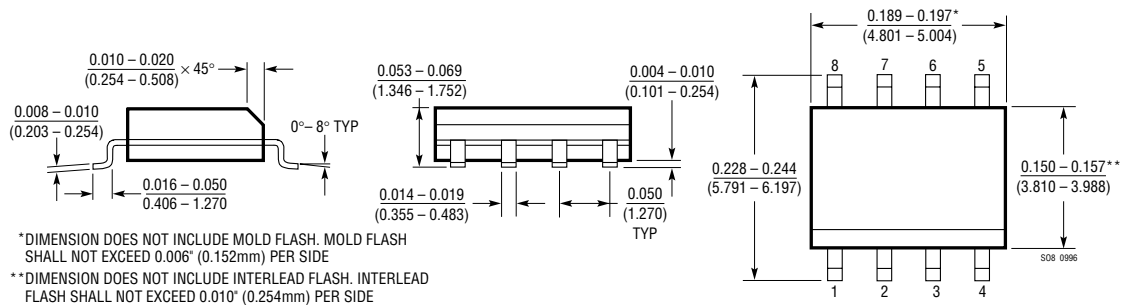 0.010 – 0.020
(0.254 – 0.508)
× 45°
0.008 – 0.010
(0.203 – 0.254)
0°– 8° TYP
0.016 – 0.050
0.406 – 1.270
0.053 – 0.069
(1.346 – 1.752)
0.004 – 0.010
(0.101 – 0.254)
0.014 – 0.019
(0.355 – 0.483)
0.050
(1.270)
TYP
0.189 – 0.197*
(4.801 – 5.004)
8 7 6 5
0.228 – 0.244
(5.791 – 6.197)
0.150 – 0.157**
(3.810 – 3.988)
1 2 3 4
SO8 0996
*DIMENSION DOES NOT INCLUDE MOLD FLASH. MOLD FLASH
SHALL NOT EXCEED 0.006" (0.152mm) PER SIDE
**DIMENSION DOES NOT INCLUDE INTERLEAD FLASH. INTERLEAD
FLASH SHALL NOT EXCEED 0.010" (0.254mm) PER SIDE